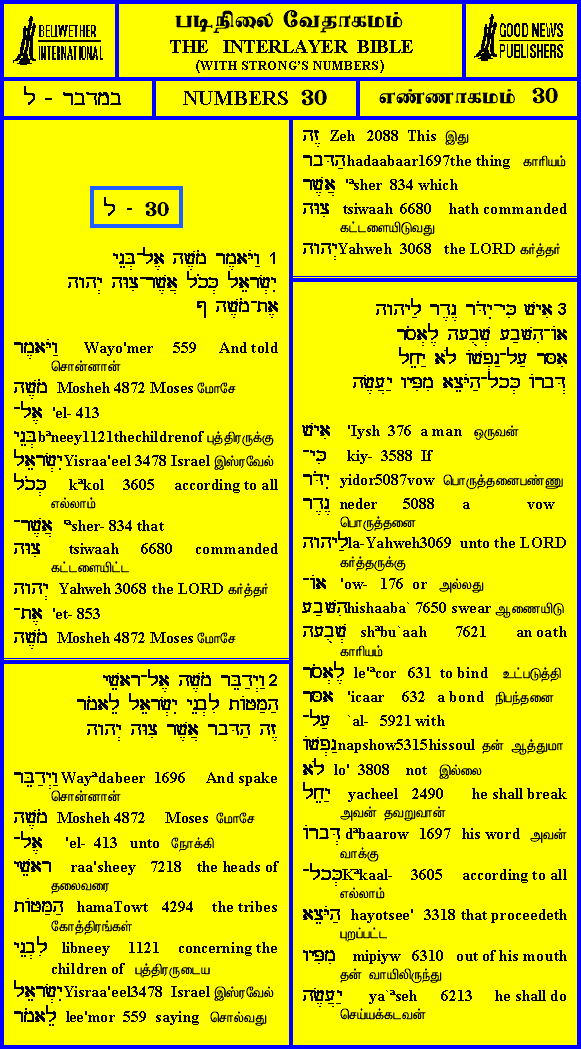 BELLWETHER
INTERNATIONAL
படிநிலை வேதாகமம்
THE INTERLAYER BIBLE
(WITH STRONG'S NUMBERS)
GOOD NEWS
PUBLISHERS
במדבר - ל
NUMBERS 30
எண்ணாகமம் 30
ל - 30
1 וַיֹּאמֶר מֹשֶׁה אֶל־בְּנֵי
יִשְׂרָאֵל כְּכֹל אֲשֶׁר־צִוָּה יְהוָה
אֶת־מֹשֶׁה׃ ף
וַיֹּאמֶר Wayo'mer 559 And told
சொன்னான்
מֹשֶׁה Mosheh 4872 Moses மோசே
אֶל־ 'el- 413
בְּנֵי bªneey1121thechildrenof புத்திரருக்கு
יִשְׂרָאֵל Yisraa'eel 3478 Israel இஸ்ரவேல்
כְּכֹל kªkol 3605 according to all
எல்லாம்
אֲשֶׁר־ 'ªsher- 834 that
צִוָּה tsiwaah 6680 commanded
கட்டளையிட்ட
יְהוָה Yahweh 3068 the LORD கர்த்தர்
אֶת־ 'et- 853
מֹשֶׁה Mosheh 4872 Moses மோசே
2 וַיְדַבֵּר מֹשֶׁה אֶל־רָאשֵׁי
הַמַּטּוֹת לִבְנֵי יִשְׂרָאֵל לֵאמֹר
זֶה הַדָּבָר אֲשֶׁר צִוָּה יְהוָה
וַיְדַבֵּר Wayªdabeer 1696 And spake
சொன்னான்
מֹשֶׁה Mosheh 4872 Moses மோசே
אֶל־ 'el- 413 unto நோக்கி
רָאשֵׁי raa'sheey 7218 the heads of
தலைவரை
הַמַּטּוֹת hamaTowt 4294 the tribes
கோத்திரங்கள்
לִבְנֵי libneey 1121 concerning the
children of புத்திரருடைய
יִשְׂרָאֵל Yisraa'eel3478 Israel இஸ்ரவேல்
לֵאמֹר lee'mor 559 saying சொல்வது
זֶה Zeh 2088 This இது
הַדָּבָר hadaabaar1697the thing காரியம்
אֲשֶׁר 'ªsher 834 which
צִוָּה tsiwaah 6680 hath commanded
கட்டளையிடுவது
יְהוָה Yahweh 3068 the LORD கர்த்தர்
3 אִישׁ כִּי־יִדֹּר נֶדֶר לַיהוָה
אוֹ־הִשָּׁבַע שְׁבֻעָה לֶאְסֹר
אִסָּר עַל־נַפְשׁוֹ לֹא יַחֵל
דְּבָרוֹ כְּכָל־הַיֹּצֵא מִפִּיו יַעֲשֶׂה
אִישׁ 'Iysh 376 a man ஒருவன்
כִּי־ kiy- 3588 If
יִדֹּר yidor5087vow பொருத்தனைபண்ணு
נֶדֶר neder 5088 a vow
பொருத்தனை
לַיהוָה la-Yahweh3069 unto the LORD
கர்த்தருக்கு
אוֹ־ 'ow- 176 or அல்லது
הִשָּׁבַע hishaaba` 7650 swear ஆணையிடு
שְׁבֻעָה shªbu`aah 7621 an oath
காரியம்
לֶאְסֹר le'ªcor 631 to bind உட்படுத்தி
אִסָּר 'icaar 632 a bond நிபந்தனை
עַל־ `al- 5921 with
נַפְשׁוֹ napshow5315hissoul தன் ஆத்துமா
לֹא lo' 3808 not இல்லை
יַחֵל yacheel 2490 he shall break
அவன் தவறுவான்
דְּבָרוֹ dªbaarow 1697 his word அவன்
வாக்கு
כְּכָל־ Kªkaal- 3605 according to all
எல்லாம்
הַיֹּצֵא hayotsee' 3318 that proceedeth
புறப்பட்ட
מִפִּיו mipiyw 6310 out of his mouth
தன் வாயிலிருந்து
יַעֲשֶׂה ya`ªseh 6213 he shall do
செய்யக்கடவன்